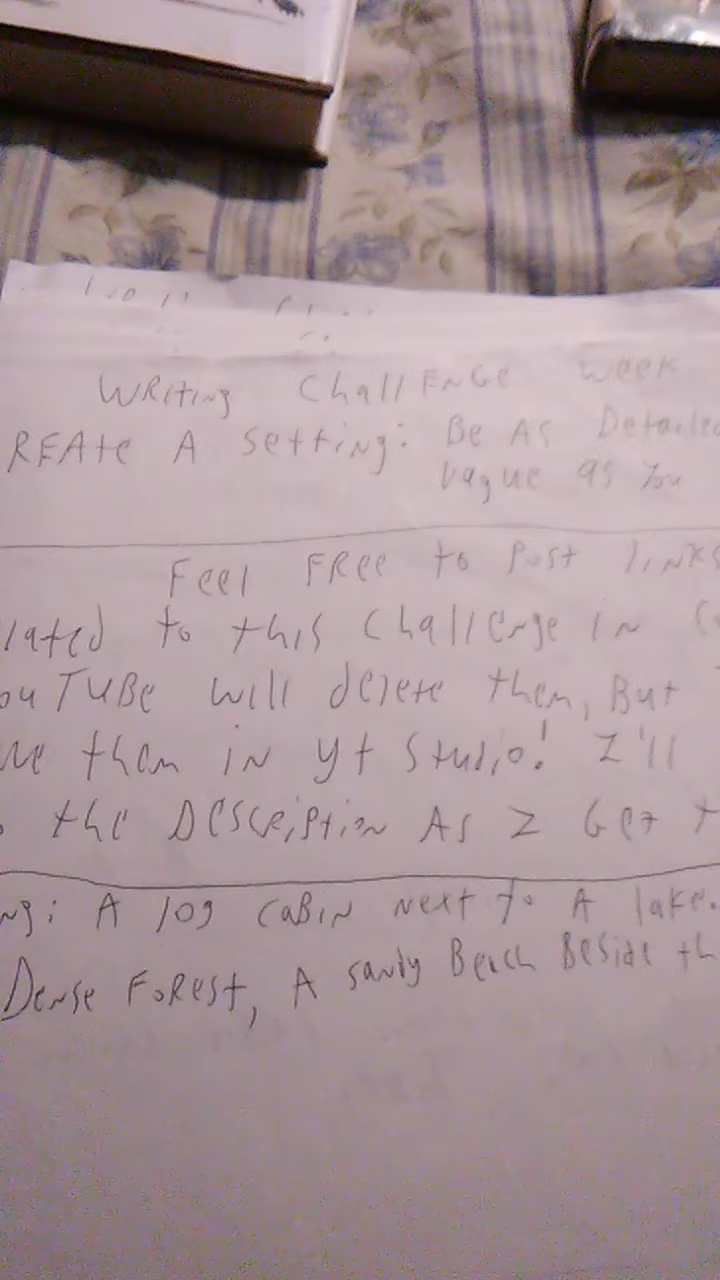 Writing Challenge Week
reate A Setting: Be As Detailed
Vague as You
Feel Free to Post links
lated to this Challenge in
ouTube will delete them, But
ve them in yt Studio! I'll
the Description As I Get t
ng: A log cabin next to A lake.
Dense Forest, A sandy Beach Beside th